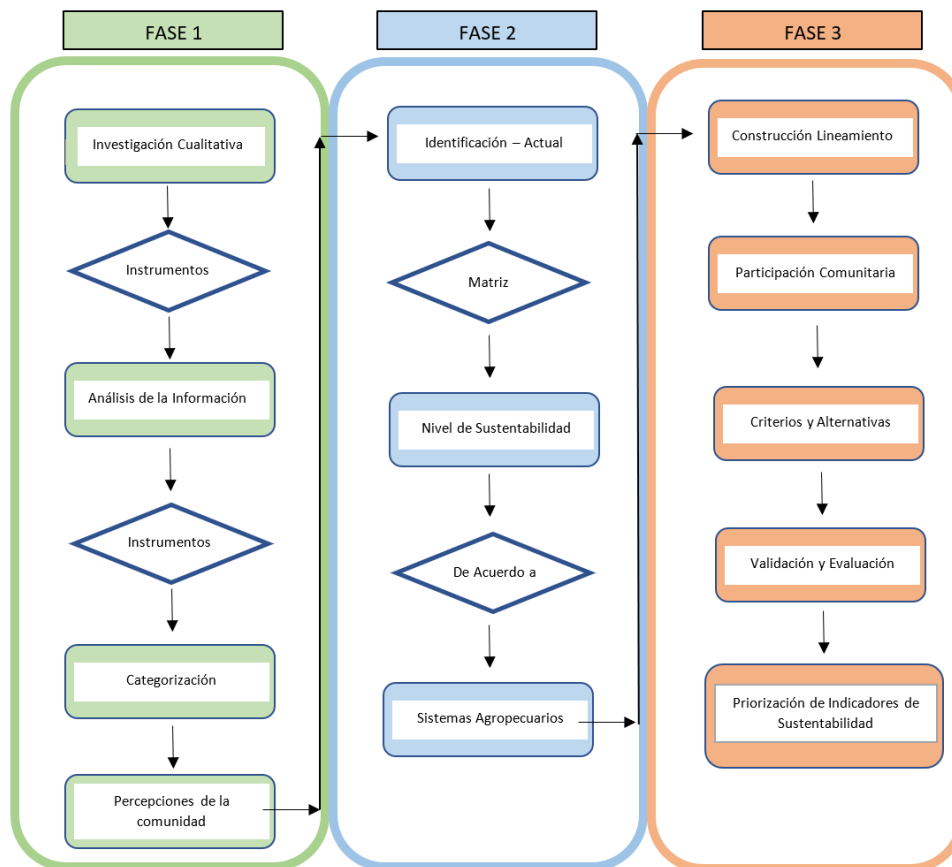 FASE 1
Investigación Cualitativa
Instrumentos
Análisis de la Información
Instrumentos
Categorización
Percepciones de la
comunidad
FASE 2
Identificación – Actual
Matriz
Nivel de Sustentabilidad
De Acuerdo a
Sistemas Agropecuarios
FASE 3
Construcción Lineamiento
Participación Comunitaria
Criterios y Alternativas
Validación y Evaluación
Priorización de Indicadores de
Sustentabilidad